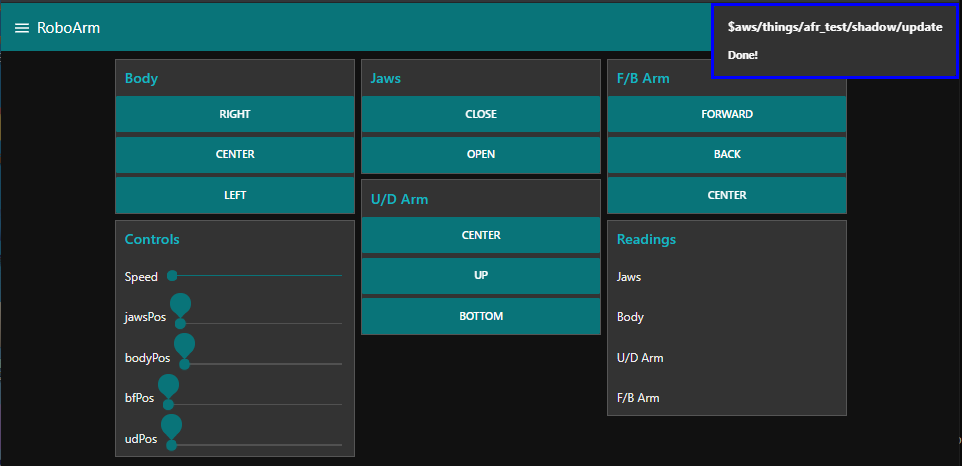 RoboArm
$aws/things/afr_test/shadow/update
Done!
Body
RIGHT
CENTER
LEFT
Controls
Speed
jawsPos
bodyPos
bfPos
udPos
Jaws
CLOSE
OPEN
U/D Arm
CENTER
UP
BOTTOM
F/B Arm
FORWARD
BACK
CENTER
Readings
Jaws
Body
U/D Arm
F/B Arm